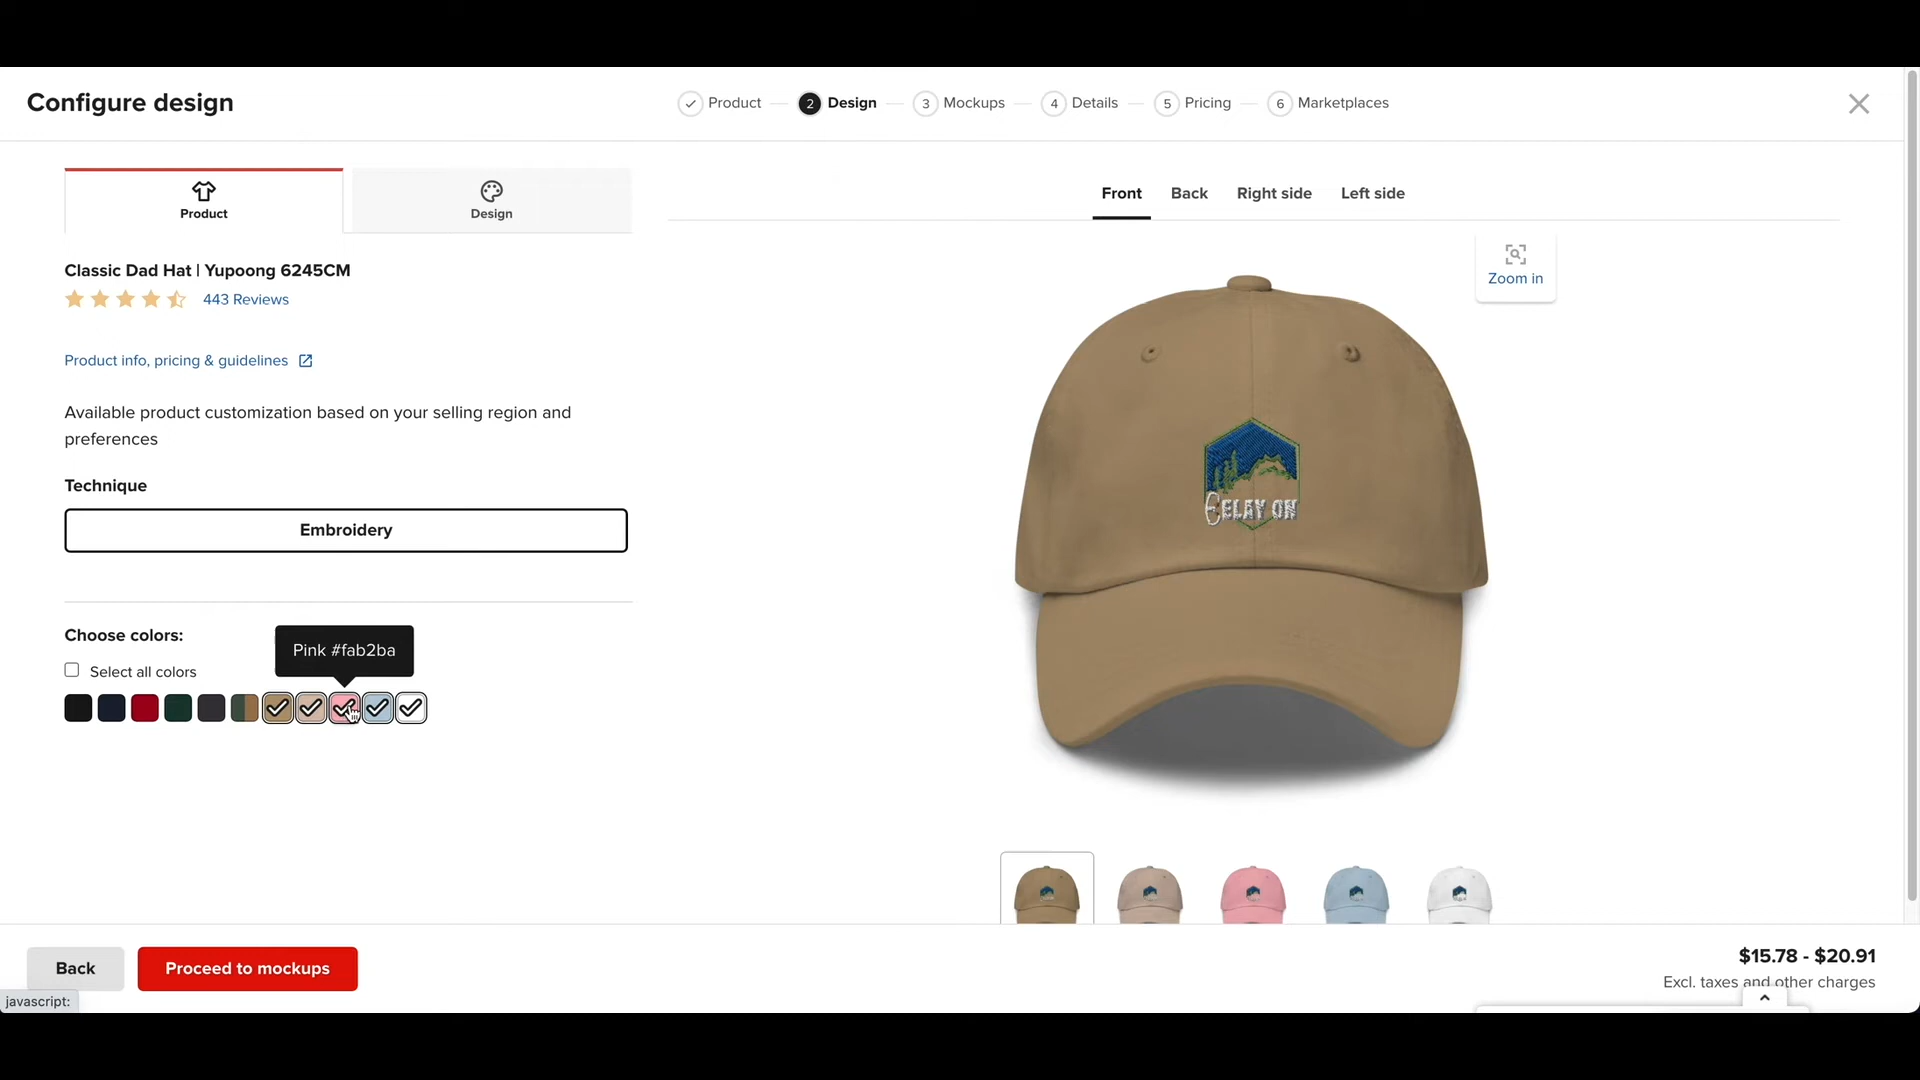 Configure design
Product
2 Design
3 Mockups
4 Details
5 Pricing
6 Marketplaces
Product
Design
Front
Back
Right side
Left side
Classic Dad Hat | Yupoong 6245CM
443 Reviews
Zoom in
Product info, pricing & guidelines
Available product customization based on your selling region and
preferences
Technique
Embroidery
ELAY ON
Choose colors:
Pink #fab2ba
Select all colors
Back
Proceed to mockups
$15.78 - $20.91
Excl. taxes and other charges
javascript: